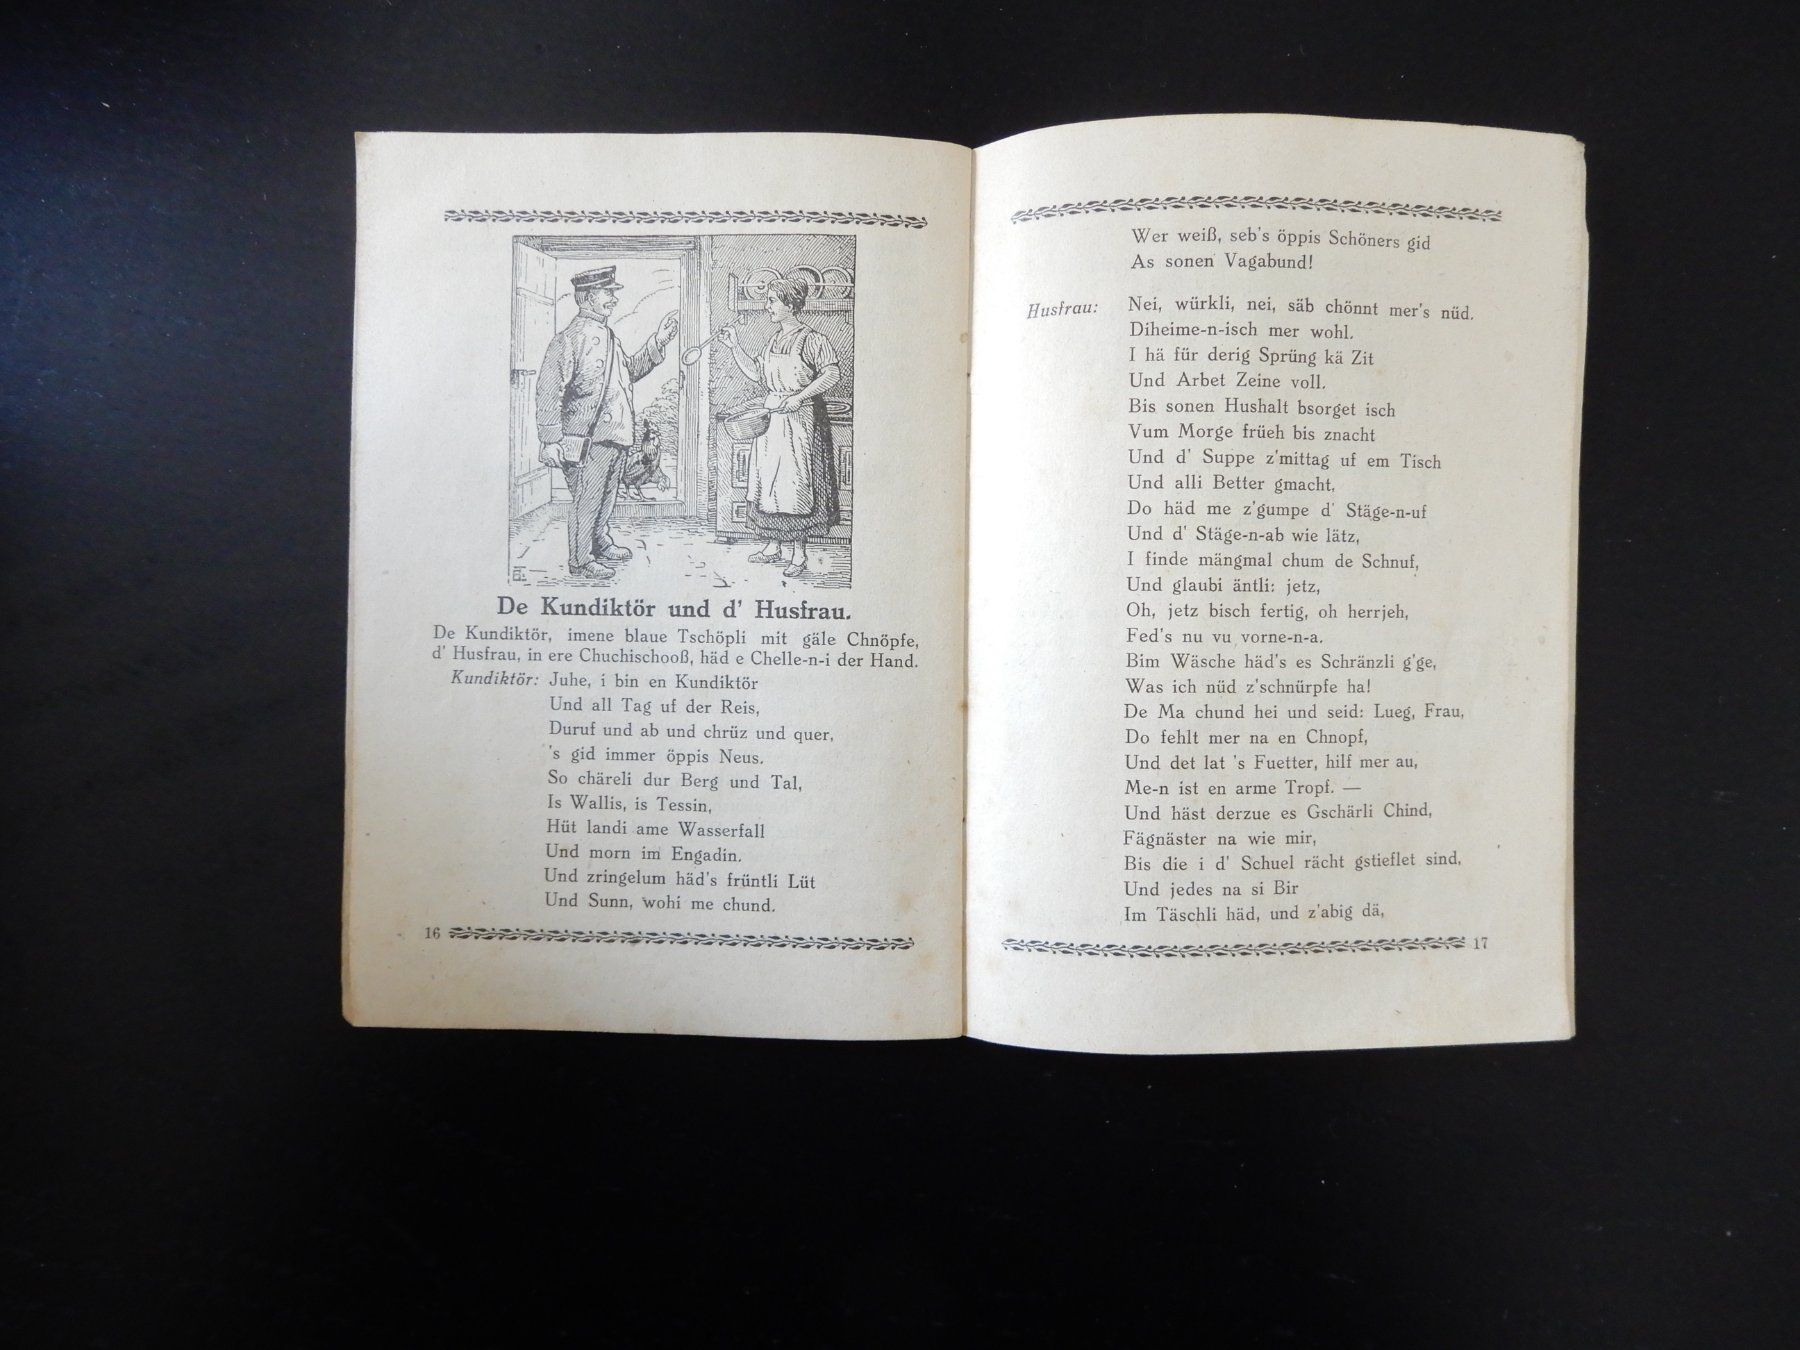 De Kundiktör und d' Husfrau.
De Kundiktör, imene blaue Tschöpli mit gäle Chnöpfe,
d' Husfrau, in ere Chuchischooß, häd e Chelle-n-i der Hand.
Kundiktör: Juhe, i bin en Kundiktör
Und all Tag uf der Reis,
Duruf und ab und chrüz und quer,
's gid immer öppis Neus.
So chäreli dur Berg und Tal,
Is Wallis, is Tessin,
Hüt landi ame Wasserfall
Und morn im Engadin.
Und zringelum häd's früntli Lüt
Und Sunn, wohi me chund.
16
Wer weiß, seb's öppis Schöners gid
As sonen Vagabund!
Husfrau: Nei, würkli, nei, säb chönnt mer's nüd.
Diheime-n-isch mer wohl.
I hä für derig Sprüng kä Zit
Und Arbet Zeine voll.
Bis sonen Hushalt bsorget isch
Vum Morge früeh bis znacht
Und d' Suppe z'mittag uf em Tisch
Und alli Better gmacht,
Do häd me z'gumpe d' Stäge-n-uf
Und d' Stäge-n-ab wie lätz,
I finde mängmal chum de Schnuf,
Und glaubi äntli: jetz,
Oh, jetz bisch fertig, oh herrjeh,
Fed's nu vu vorne-n-a.
Bim Wäsche häd's es Schränzli g'ge,
Was ich nüd z'schnürpfe ha!
De Ma chund hei und seid: Lueg, Frau,
Do fehlt mer na en Chnopf,
Und det lat 's Fuetter, hilf mer au,
Me-n ist en arme Tropf. —
Und häst derzue es Gschärli Chind,
Fägnäster na wie mir,
Bis die i d' Schuel rächt gstieflet sind,
Und jedes na si Bir
Im Täschli häd, und z'abig dä,
17